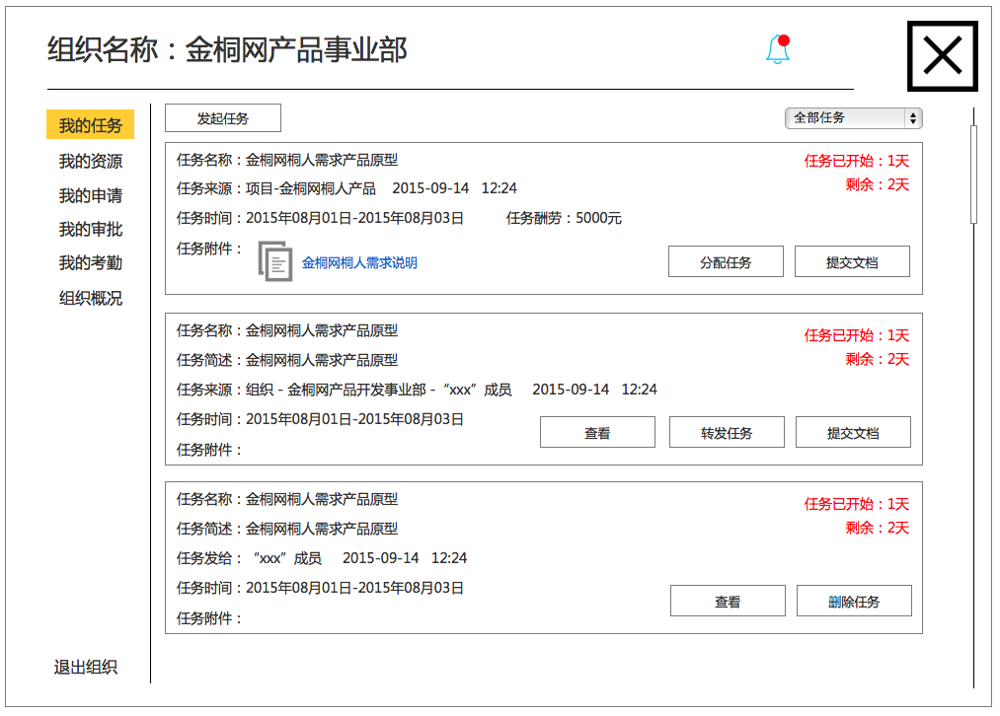 组织名称：金桐网产品事业部
我的任务
我的资源
我的申请
我的审批
我的考勤
组织概况
退出组织
发起任务
全部任务
任务名称：金桐网桐人需求产品原型
任务已开始：1天
剩余：2天
任务来源：项目-金桐网桐人产品 2015-09-14 12:24
任务时间：2015年08月01日-2015年08月03日 任务酬劳：5000元
任务附件：
金桐网桐人需求说明
分配任务 提交文档
任务名称：金桐网桐人需求产品原型
任务已开始：1天
任务简述：金桐网桐人需求产品原型
剩余：2天
任务来源：组织 - 金桐网产品开发事业部 -“xxx”成员 2015-09-14 12:24
任务时间：2015年08月01日-2015年08月03日
查看 转发任务 提交文档
任务附件：
任务名称：金桐网桐人需求产品原型
任务已开始：1天
任务简述：金桐网桐人需求产品原型
剩余：2天
任务发给：“xxx”成员 2015-09-14 12:24
任务时间：2015年08月01日-2015年08月03日
查看 删除任务
任务附件：